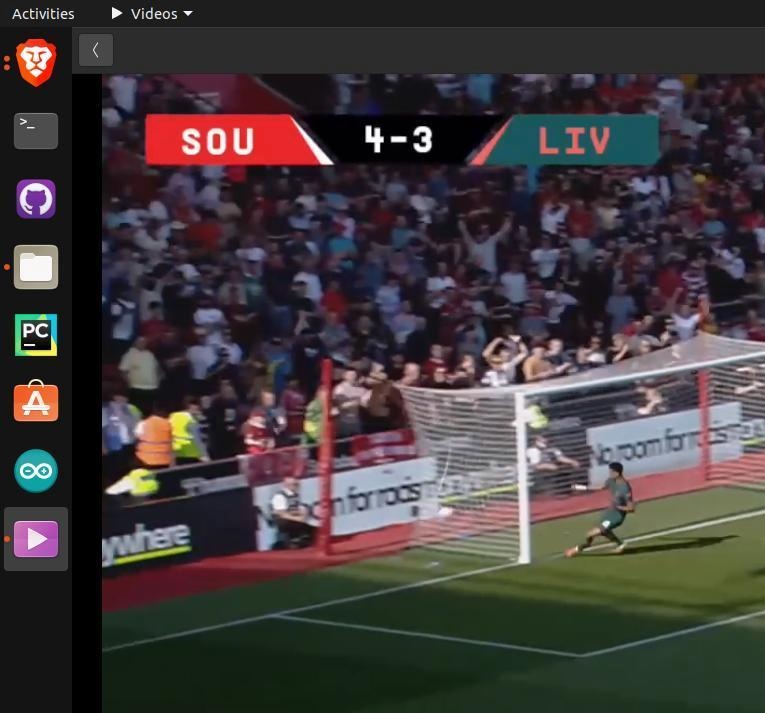 Activities
Videos
>_
SOU 4-3 LIV
PC
No room for racism
No room for racism
ywhere